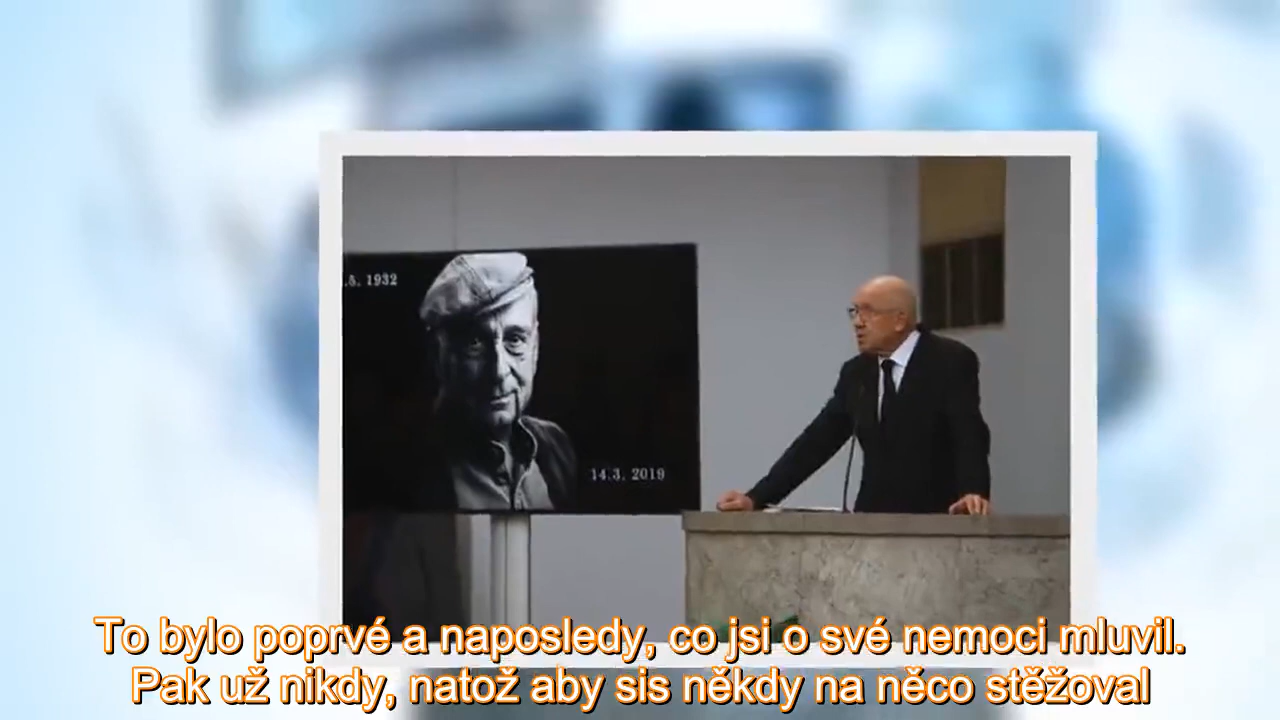 .5. 1932
14.3. 2019
To bylo poprvé a naposledy, co jsi o své nemoci mluvil.
Pak už nikdy, natož aby sis někdy na něco stěžoval